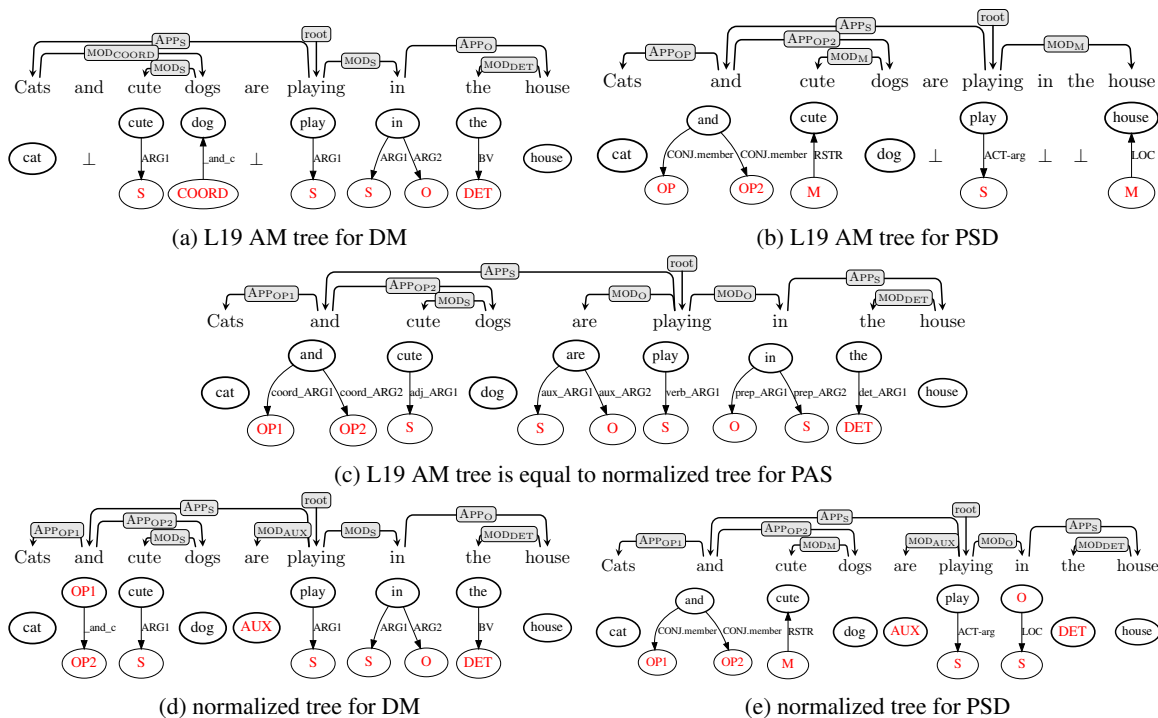 APP_S root APP_O
MOD_COORD MOD_S MOD_S MOD_DET
Cats and cute dogs are playing in the house
cute dog play in the
cat ⊥ ARG1 _and_c ⊥ ARG1 ARG1 ARG2 BV house
S COORD S S O DET
(a) L19 AM tree for DM
root
APP_S
APP_OP APP_OP2 MOD_M MOD_M
Cats and cute dogs are playing in the house
and cute play house
cat CONJ.member CONJ.member RSTR dog ⊥ ACT-arg ⊥ ⊥ LOC
OP OP2 M S M
(b) L19 AM tree for PSD
APP_S root APP_S
APP_OP1 APP_OP2 MOD_S MOD_O MOD_O MOD_DET
Cats and cute dogs are playing in the house
and cute are play in the
cat coord_ARG1 coord_ARG2 adj_ARG1 dog aux_ARG1 aux_ARG2 verb_ARG1 prep_ARG1 prep_ARG2 det_ARG1 house
OP1 OP2 S S O S O S DET
(c) L19 AM tree is equal to normalized tree for PAS
APP_S root APP_O
APP_OP1 APP_OP2 MOD_S MOD_AUX MOD_S MOD_DET
Cats and cute dogs are playing in the house
OP1 cute play in the
cat _and_c ARG1 dog AUX ARG1 ARG1 ARG2 BV house
OP2 S S S O DET
(d) normalized tree for DM
APP_S root
APP_OP1 APP_OP2 MOD_M MOD_AUX MOD_O APP_S MOD_DET
Cats and cute dogs are playing in the house
and cute play O
cat CONJ.member CONJ.member RSTR dog AUX ACT-arg LOC DET house
OP1 OP2 M S S
(e) normalized tree for PSD